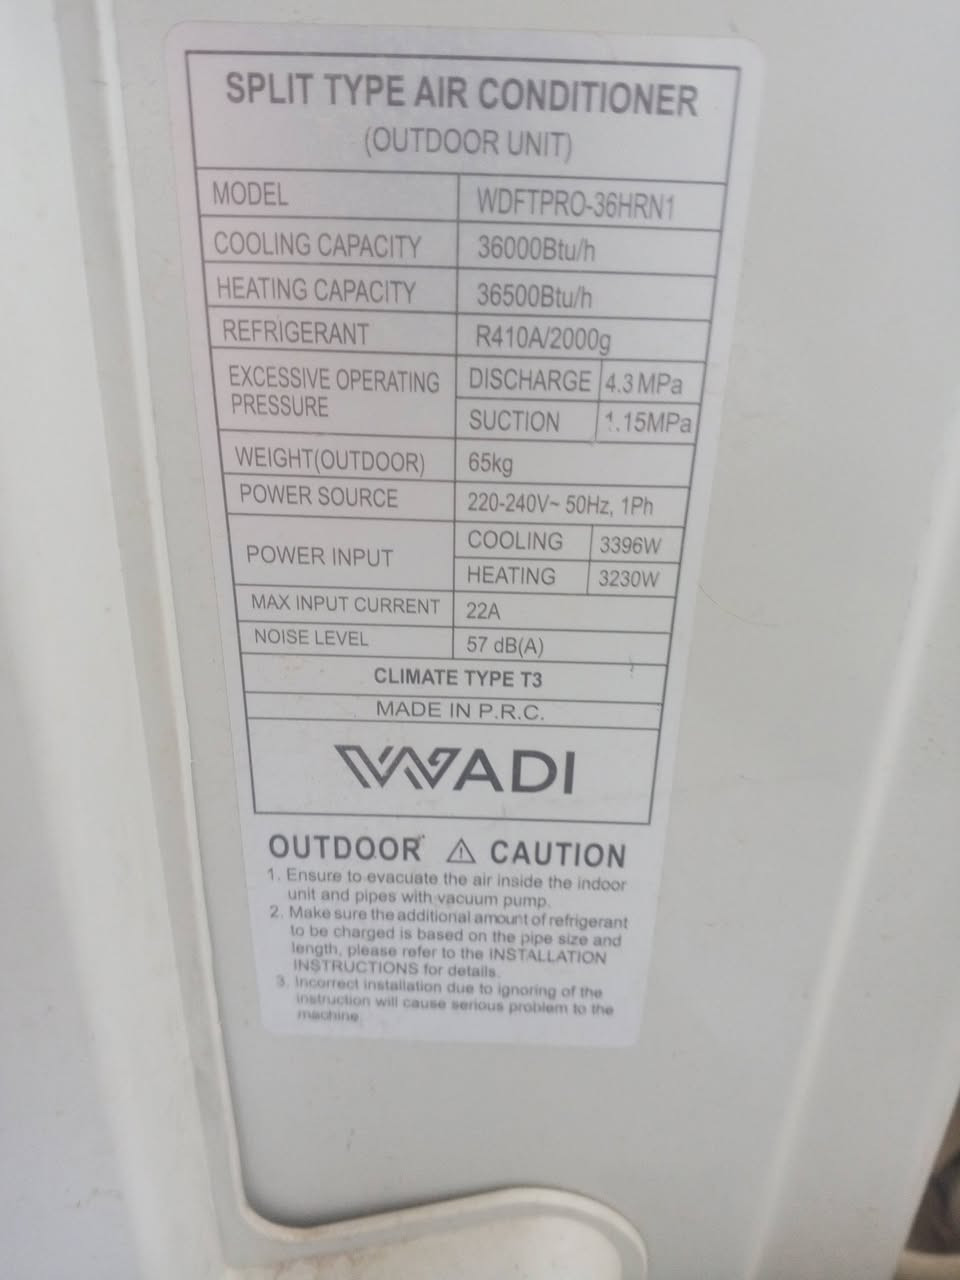 SPLIT TYPE AIR CONDITIONER
(OUTDOOR UNIT)
MODEL WDFTPRO-36HRN1
COOLING CAPACITY 36000Btu/h
HEATING CAPACITY 36500Btu/h
REFRIGERANT R410A/2000g
EXCESSIVE OPERATING PRESSURE DISCHARGE 4.3 MPa
SUCTION 1.15MPa
WEIGHT(OUTDOOR) 65kg
POWER SOURCE 220-240V~ 50Hz, 1Ph
POWER INPUT COOLING 3396W
HEATING 3230W
MAX INPUT CURRENT 22A
NOISE LEVEL 57 dB(A)
CLIMATE TYPE T3
MADE IN P.R.C.
WADI
OUTDOOR ⚠ CAUTION
1. Ensure to evacuate the air inside the indoor
unit and pipes with vacuum pump.
2. Make sure the additional amount of refrigerant
to be charged is based on the pipe size and
length, please refer to the INSTALLATION
INSTRUCTIONS for details.
3. Incorrect installation due to ignoring of the
instruction will cause serious problem to the
machine.